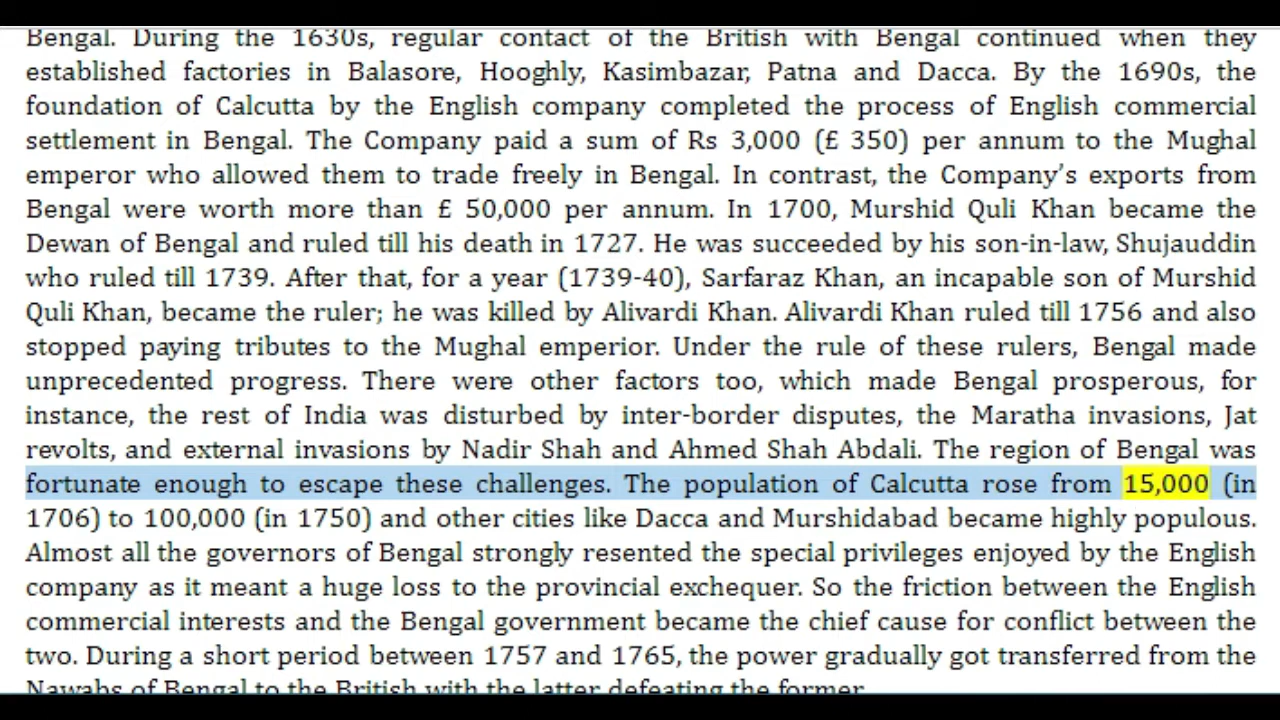 Bengal. During the 1630s, regular contact of the British with Bengal continued when they
established factories in Balasore, Hooghly, Kasimbazar, Patna and Dacca. By the 1690s, the
foundation of Calcutta by the English company completed the process of English commercial
settlement in Bengal. The Company paid a sum of Rs 3,000 (£ 350) per annum to the Mughal
emperor who allowed them to trade freely in Bengal. In contrast, the Company’s exports from
Bengal were worth more than £ 50,000 per annum. In 1700, Murshid Quli Khan became the
Dewan of Bengal and ruled till his death in 1727. He was succeeded by his son-in-law, Shujauddin
who ruled till 1739. After that, for a year (1739-40), Sarfaraz Khan, an incapable son of Murshid
Quli Khan, became the ruler; he was killed by Alivardi Khan. Alivardi Khan ruled till 1756 and also
stopped paying tributes to the Mughal emperior. Under the rule of these rulers, Bengal made
unprecedented progress. There were other factors too, which made Bengal prosperous, for
instance, the rest of India was disturbed by inter-border disputes, the Maratha invasions, Jat
revolts, and external invasions by Nadir Shah and Ahmed Shah Abdali. The region of Bengal was
fortunate enough to escape these challenges. The population of Calcutta rose from 15,000 (in
1706) to 100,000 (in 1750) and other cities like Dacca and Murshidabad became highly populous.
Almost all the governors of Bengal strongly resented the special privileges enjoyed by the English
company as it meant a huge loss to the provincial exchequer. So the friction between the English
commercial interests and the Bengal government became the chief cause for conflict between the
two. During a short period between 1757 and 1765, the power gradually got transferred from the
Nawabs of Bengal to the British with the latter defeating the former.